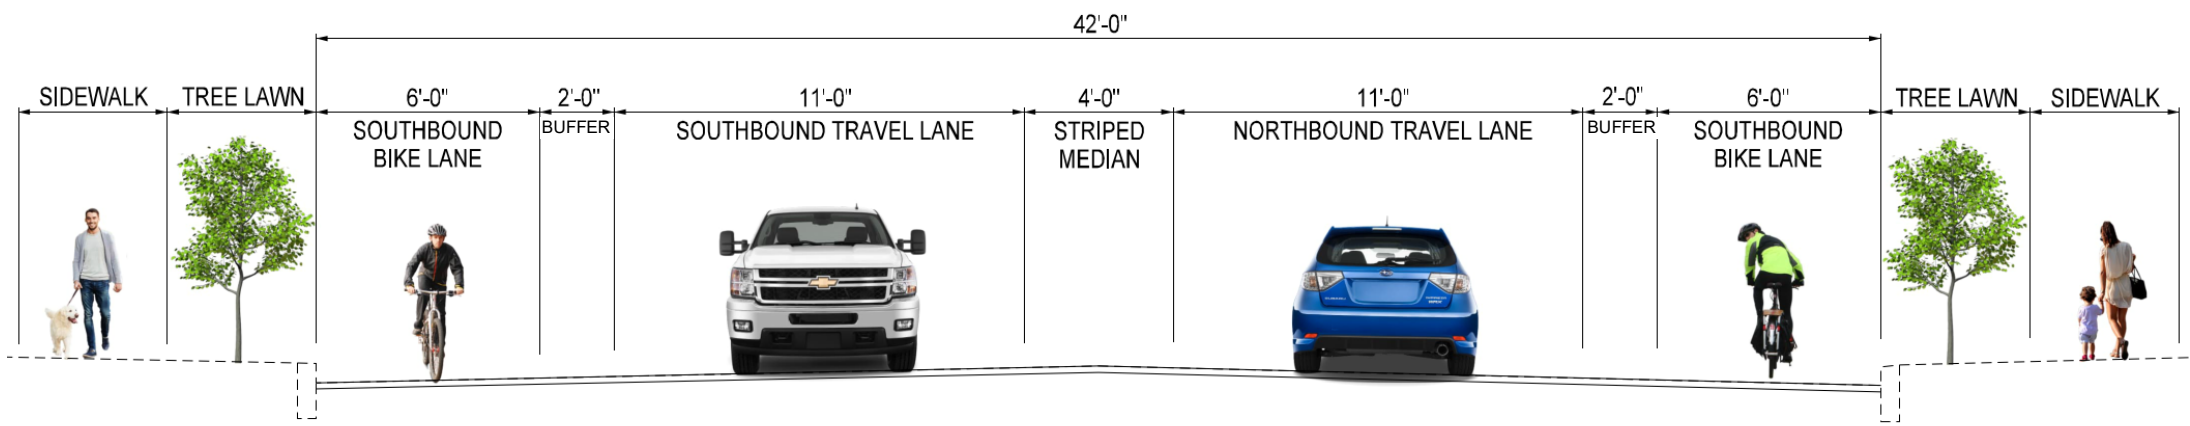 42'-0"
SIDEWALK TREE LAWN 6'-0" 2'-0" 11'-0" 4'-0" 11'-0" 2'-0" 6'-0" TREE LAWN SIDEWALK
SOUTHBOUND
BIKE LANE
BUFFER
SOUTHBOUND TRAVEL LANE
STRIPED
MEDIAN
NORTHBOUND TRAVEL LANE
BUFFER
SOUTHBOUND
BIKE LANE